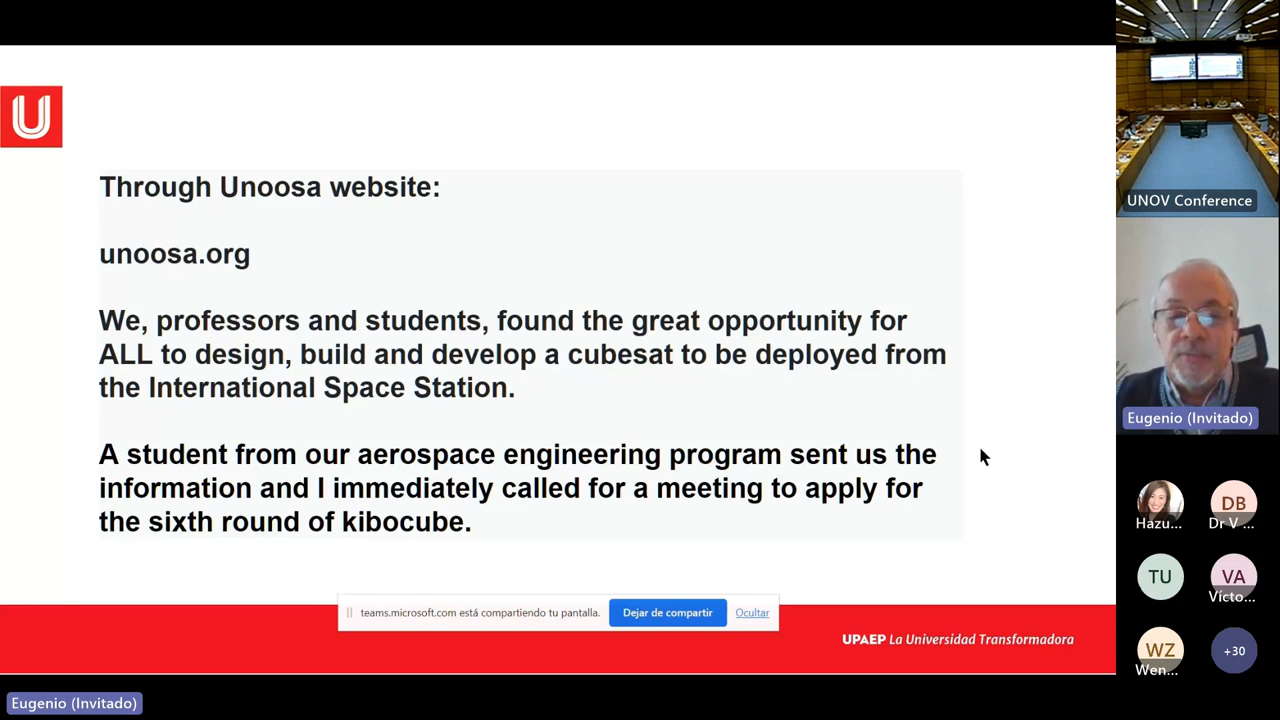 U
Through Unoosa website:
unoosa.org
We, professors and students, found the great opportunity for
ALL to design, build and develop a cubesat to be deployed from
the International Space Station.
A student from our aerospace engineering program sent us the
information and I immediately called for a meeting to apply for
the sixth round of kibocube.
teams.microsoft.com está compartiendo tu pantalla.
Dejar de compartir
Ocultar
UPAEP La Universidad Transformadora
Eugenio (Invitado)
UNOV Conference
Eugenio (Invitado)
Hazu...
DB
Dr V ...
TU
VA
Vícto...
WZ
Wen...
+30